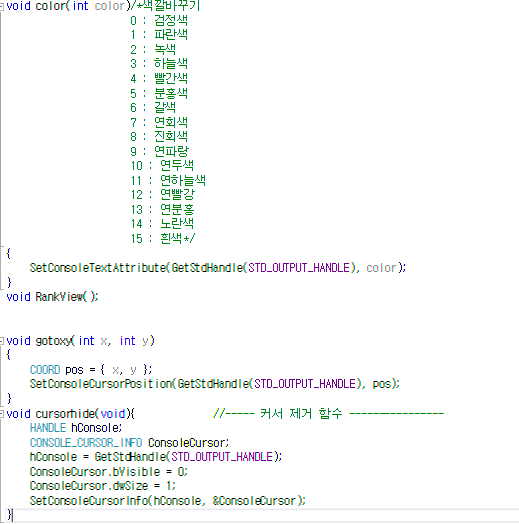 void color(int color)/*색깔바꾸기
0 : 검정색
1 : 파란색
2 : 녹색
3 : 하늘색
4 : 빨간색
5 : 분홍색
6 : 갈색
7 : 연회색
8 : 진회색
9 : 연파랑
10 : 연두색
11 : 연하늘색
12 : 연빨강
13 : 연분홍
14 : 노란색
15 : 흰색*/
{
SetConsoleTextAttribute(GetStdHandle(STD_OUTPUT_HANDLE), color);
}
void RankView();
void gotoxy(int x, int y)
{
COORD pos = { x, y };
SetConsoleCursorPosition(GetStdHandle(STD_OUTPUT_HANDLE), pos);
}
void cursorhide(void){ //----- 커서 제거 함수 ----------------
HANDLE hConsole;
CONSOLE_CURSOR_INFO ConsoleCursor;
hConsole = GetStdHandle(STD_OUTPUT_HANDLE);
ConsoleCursor.bVisible = 0;
ConsoleCursor.dwSize = 1;
SetConsoleCursorInfo(hConsole, &ConsoleCursor);
}